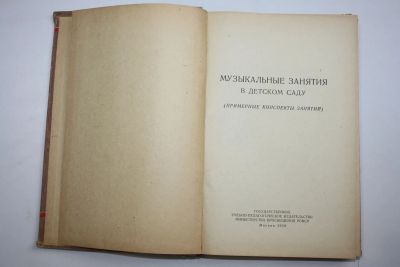 МУЗЫКАЛЬНЫЕ ЗАНЯТИЯ
В ДЕТСКОМ САДУ
(ПРИМЕРНЫЕ КОНСПЕКТЫ ЗАНЯТИЙ)
ГОСУДАРСТВЕННОЕ
УЧЕБНО-ПЕДАГОГИЧЕСКОЕ ИЗДАТЕЛЬСТВО
МИНИСТЕРСТВА ПРОСВЕЩЕНИЯ РСФСР
Москва